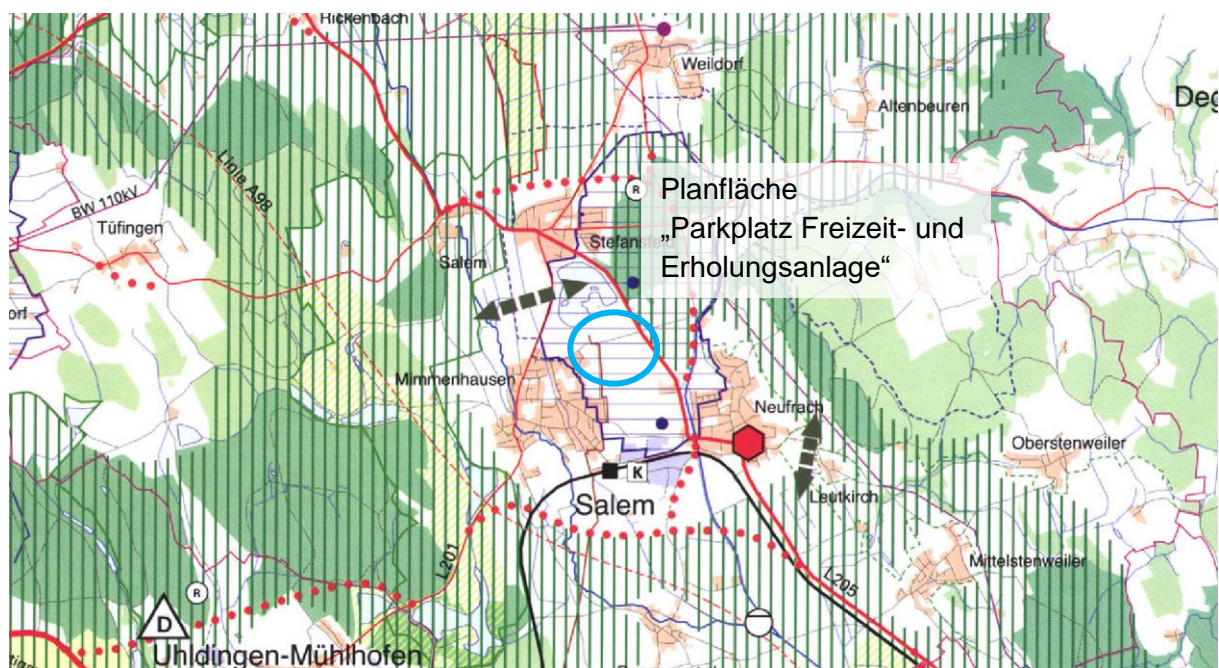 Rickenbach
Weildorf
Altenbeuren
Deg
Linie A98
BW 110kV
Tüfingen
R
Planfläche
„Parkplatz Freizeit- und
Erholungsanlage“
Stefansfeld
Salem
orf
Mimmenhausen
Neufrach
Oberstenweiler
K
Salem
Leutkirch
Mittelstenweiler
L201
L205
R
D
Uhldingen-Mühlhofen